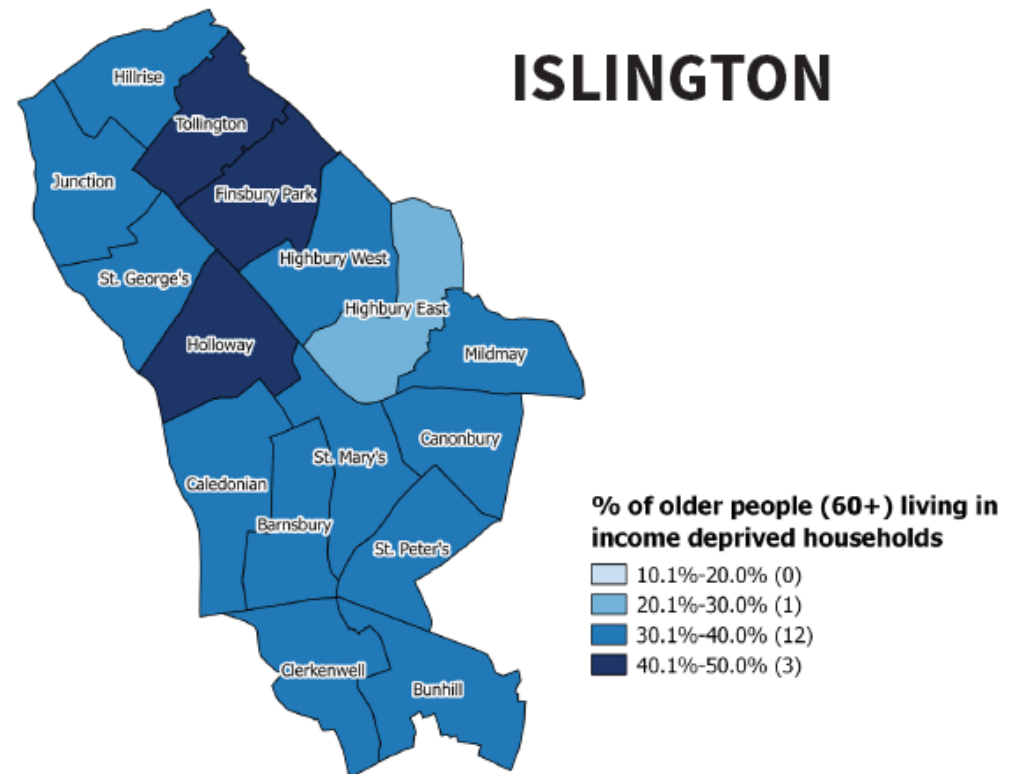 ISLINGTON
Hillrise
Tollington
Junction
Finsbury Park
Highbury West
St. George's
Highbury East
Holloway
Mildmay
Canonbury
St. Mary's
Caledonian
Barnsbury
St. Peter's
Clerkenwell
Bunhill
% of older people (60+) living in
income deprived households
10.1%-20.0% (0)
20.1%-30.0% (1)
30.1%-40.0% (12)
40.1%-50.0% (3)